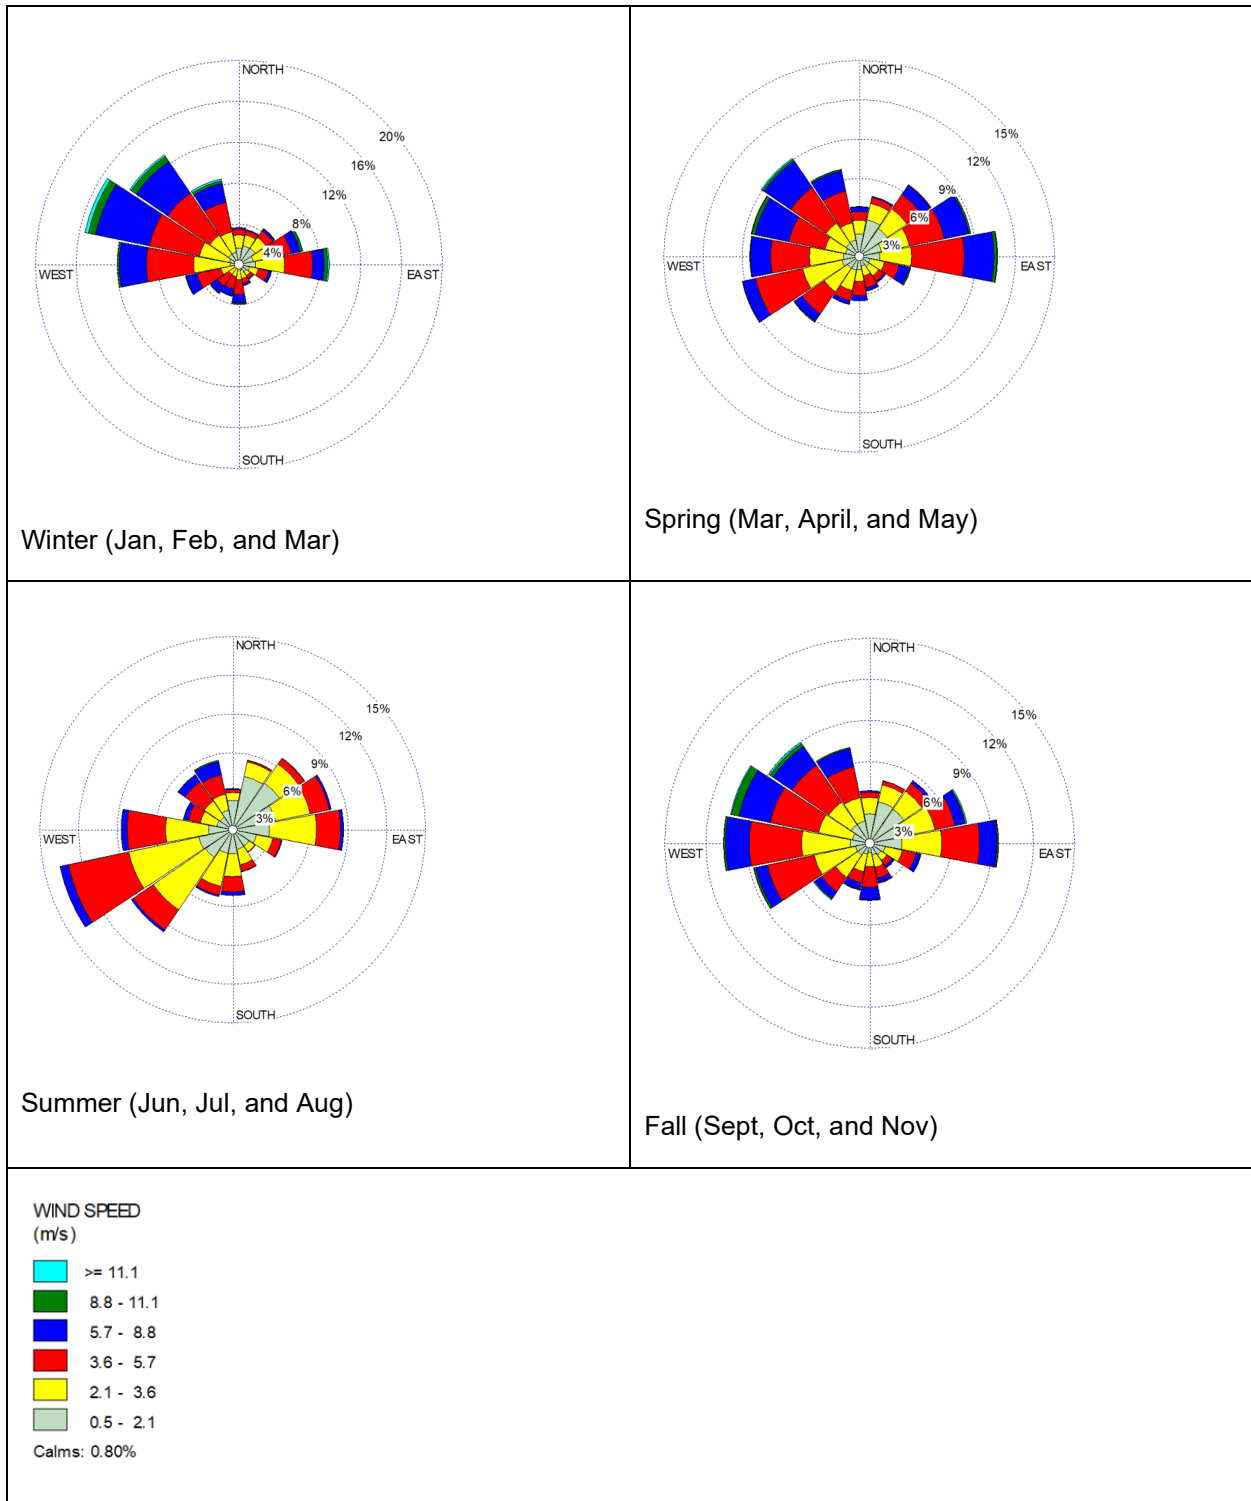 NORTH
20%
16%
12%
8%
4%
WEST
EAST
SOUTH
Winter (Jan, Feb, and Mar)
NORTH
15%
12%
9%
6%
3%
WEST
EAST
SOUTH
Spring (Mar, April, and May)
NORTH
15%
12%
9%
6%
3%
WEST
EAST
SOUTH
Summer (Jun, Jul, and Aug)
NORTH
15%
12%
9%
6%
3%
WEST
EAST
SOUTH
Fall (Sept, Oct, and Nov)
WIND SPEED
(m/s)
>= 11.1
8.8 - 11.1
5.7 - 8.8
3.6 - 5.7
2.1 - 3.6
0.5 - 2.1
Calms: 0.80%